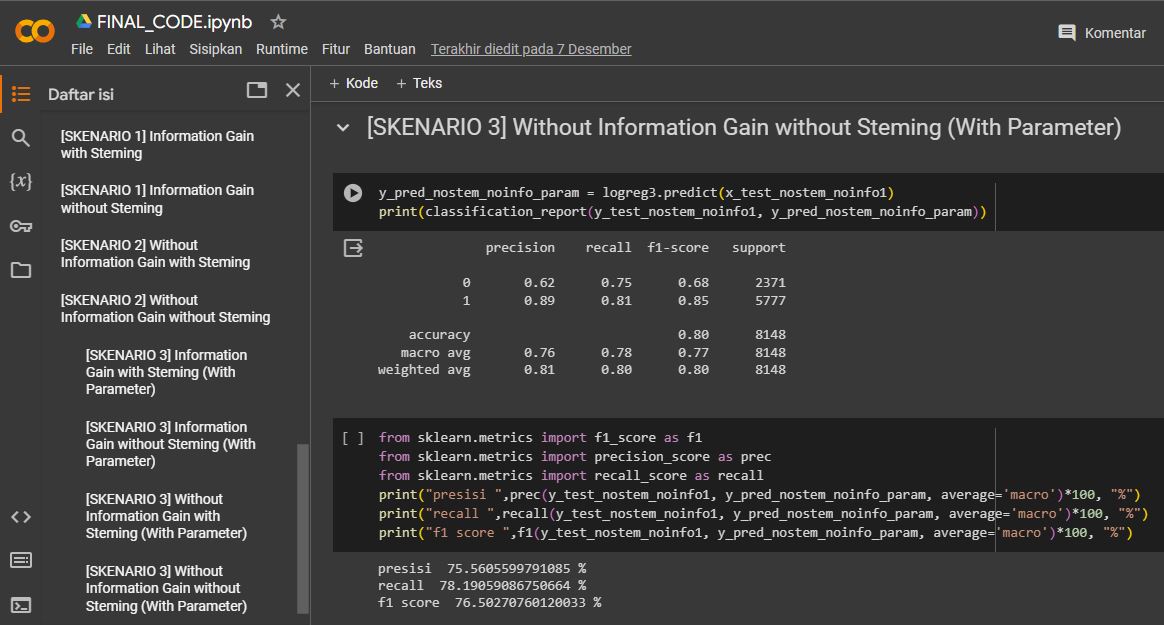 FINAL_CODE.ipynb
File Edit Lihat Sisipkan Runtime Fitur Bantuan Terakhir diedit pada 7 Desember
Komentar
Daftar isi
[SKENARIO 1] Information Gain
with Steming
[SKENARIO 1] Information Gain
without Steming
[SKENARIO 2] Without
Information Gain with Steming
[SKENARIO 2] Without
Information Gain without Steming
[SKENARIO 3] Information
Gain with Steming (With
Parameter)
[SKENARIO 3] Information
Gain without Steming (With
Parameter)
[SKENARIO 3] Without
Information Gain with
Steming (With Parameter)
[SKENARIO 3] Without
Information Gain without
Steming (With Parameter)
+ Kode + Teks
[SKENARIO 3] Without Information Gain without Steming (With Parameter)
y_pred_nostem_noinfo_param = logreg3.predict(x_test_nostem_noinfo1)
print(classification_report(y_test_nostem_noinfo1, y_pred_nostem_noinfo_param))
precision recall f1-score support
0 0.62 0.75 0.68 2371
1 0.89 0.81 0.85 5777
accuracy 0.80 8148
macro avg 0.76 0.78 0.77 8148
weighted avg 0.81 0.80 0.80 8148
[ ] from sklearn.metrics import f1_score as f1
from sklearn.metrics import precision_score as prec
from sklearn.metrics import recall_score as recall
print("presisi ",prec(y_test_nostem_noinfo1, y_pred_nostem_noinfo_param, average='macro')*100, "%")
print("recall ",recall(y_test_nostem_noinfo1, y_pred_nostem_noinfo_param, average='macro')*100, "%")
print("f1 score ",f1(y_test_nostem_noinfo1, y_pred_nostem_noinfo_param, average='macro')*100, "%")
presisi 75.5605599791085 %
recall 78.19059086750664 %
f1 score 76.50270760120033 %